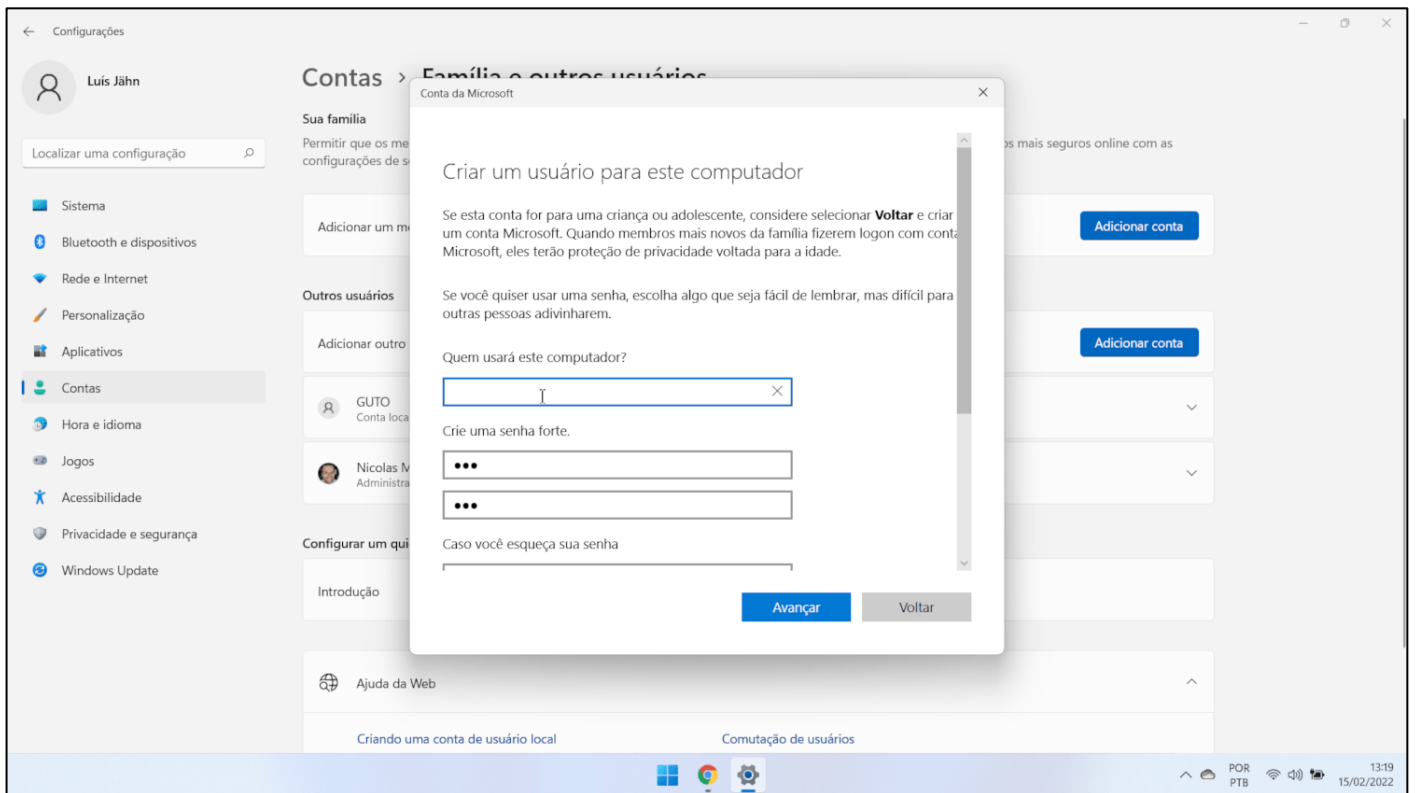 Configurações
Luís Jähn
Localizar uma configuração
Sistema
Bluetooth e dispositivos
Rede e Internet
Personalização
Aplicativos
Contas
Hora e idioma
Jogos
Acessibilidade
Privacidade e segurança
Windows Update
Contas > Família e outros usuários
Sua família
Permitir que os me
os mais seguros online com as
configurações de s
Adicionar um m
Adicionar conta
Outros usuários
Adicionar outro
Adicionar conta
GUTO
Conta loca
Nicolas M
Administra
Configurar um qui
Introdução
Ajuda da Web
Criando uma conta de usuário local
Comutação de usuários
Conta da Microsoft
Criar um usuário para este computador
Se esta conta for para uma criança ou adolescente, considere selecionar Voltar e criar
um conta Microsoft. Quando membros mais novos da família fizerem logon com conta
Microsoft, eles terão proteção de privacidade voltada para a idade.
Se você quiser usar uma senha, escolha algo que seja fácil de lembrar, mas difícil para
outras pessoas adivinharem.
Quem usará este computador?
Crie uma senha forte.
Caso você esqueça sua senha
Avançar
Voltar
POR
PTB
13:19
15/02/2022